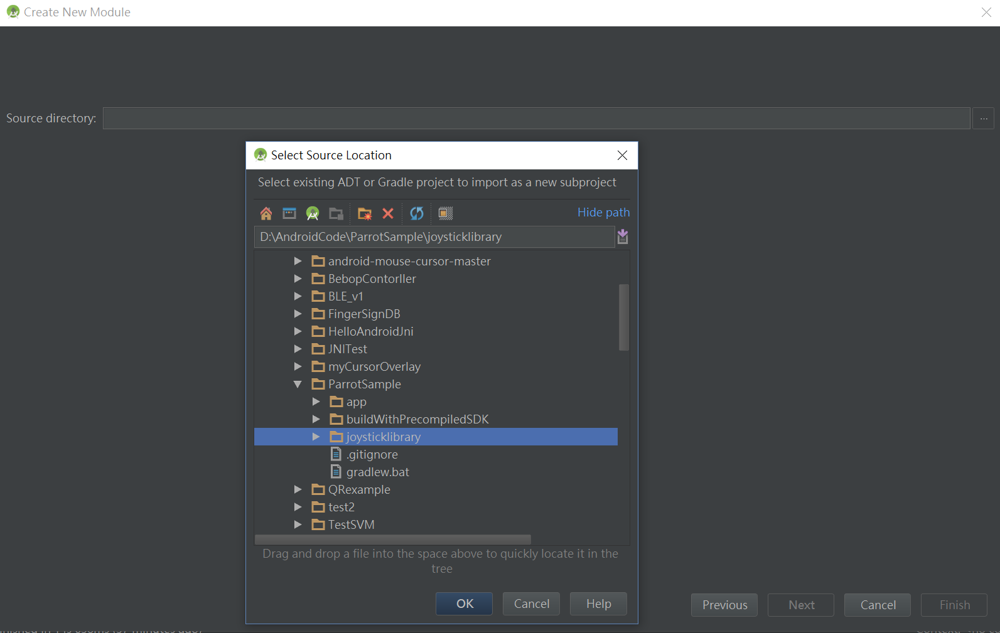 Create New Module
Source directory:
...
Select Source Location
Select existing ADT or Gradle project to import as a new subproject
Hide path
D:\AndroidCode\ParrotSample\joysticklibrary
android-mouse-cursor-master
BebopContorller
BLE_v1
FingerSignDB
HelloAndroidJni
JNITest
myCursorOverlay
ParrotSample
app
buildWithPrecompiledSDK
joysticklibrary
.gitignore
gradlew.bat
QRexample
test2
TestSVM
Drag and drop a file into the space above to quickly locate it in the
tree
OK Cancel Help
Previous Next Cancel Finish